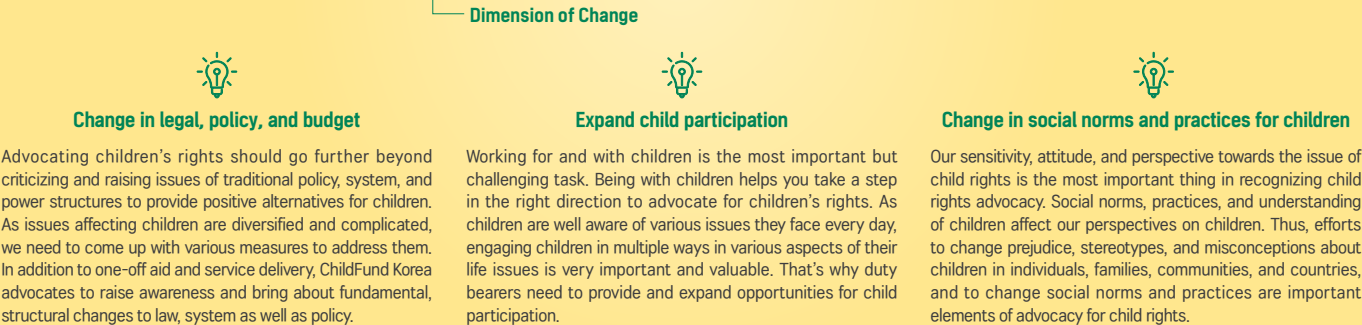 Dimension of Change
Change in legal, policy, and budget
Advocating children's rights should go further beyond
criticizing and raising issues of traditional policy, system, and
power structures to provide positive alternatives for children.
As issues affecting children are diversified and complicated,
we need to come up with various measures to address them.
In addition to one-off aid and service delivery, ChildFund Korea
advocates to raise awareness and bring about fundamental,
structural changes to law, system as well as policy.
Expand child participation
Working for and with children is the most important but
challenging task. Being with children helps you take a step
in the right direction to advocate for children's rights. As
children are well aware of various issues they face every day,
engaging children in multiple ways in various aspects of their
life issues is very important and valuable. That's why duty
bearers need to provide and expand opportunities for child
participation.
Change in social norms and practices for children
Our sensitivity, attitude, and perspective towards the issue of
child rights is the most important thing in recognizing child
rights advocacy. Social norms, practices, and understanding
of children affect our perspectives on children. Thus, efforts
to change prejudice, stereotypes, and misconceptions about
children in individuals, families, communities, and countries,
and to change social norms and practices are important
elements of advocacy for child rights.